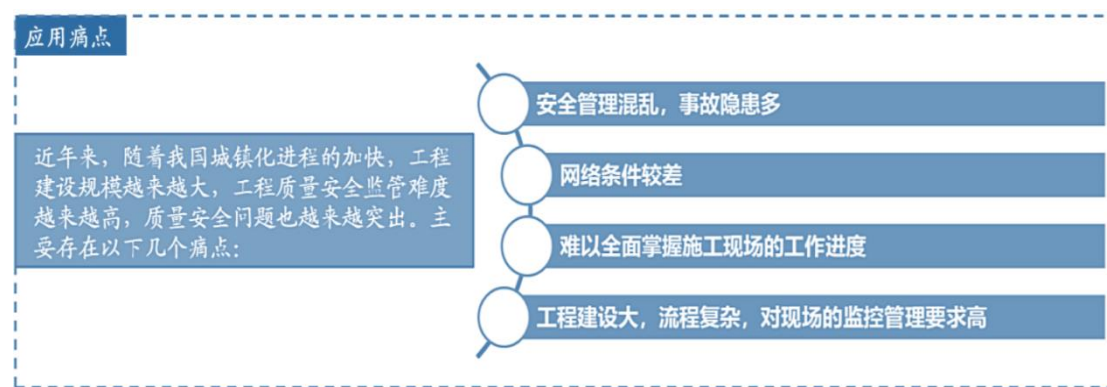 应用痛点
近年来，随着我国城镇化进程的加快，工程
建设规模越来越大，工程质量安全监管难度
越来越高，质量安全问题也越来越突出。主
要存在以下几个痛点：
安全管理混乱，事故隐患多
网络条件较差
难以全面掌握施工现场的工作进度
工程建设大，流程复杂，对现场的监控管理要求高